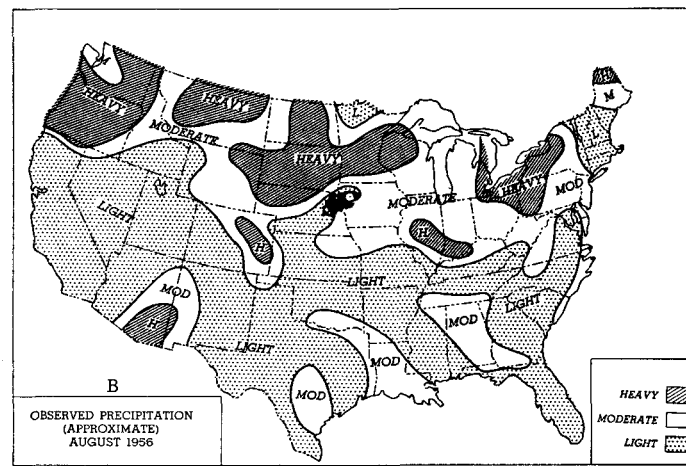 M
HEAVY
HEAVY
MODERATE
HEAVY
H
M
L
HEAVY
MOD
MODERATE
H
H
LIGHT
LIGHT
LIGHT
MOD
H
LIGHT
MOD
MOD
MOD
B
OBSERVED PRECIPITATION
(APPROXIMATE)
AUGUST 1956
HEAVY
MODERATE
LIGHT